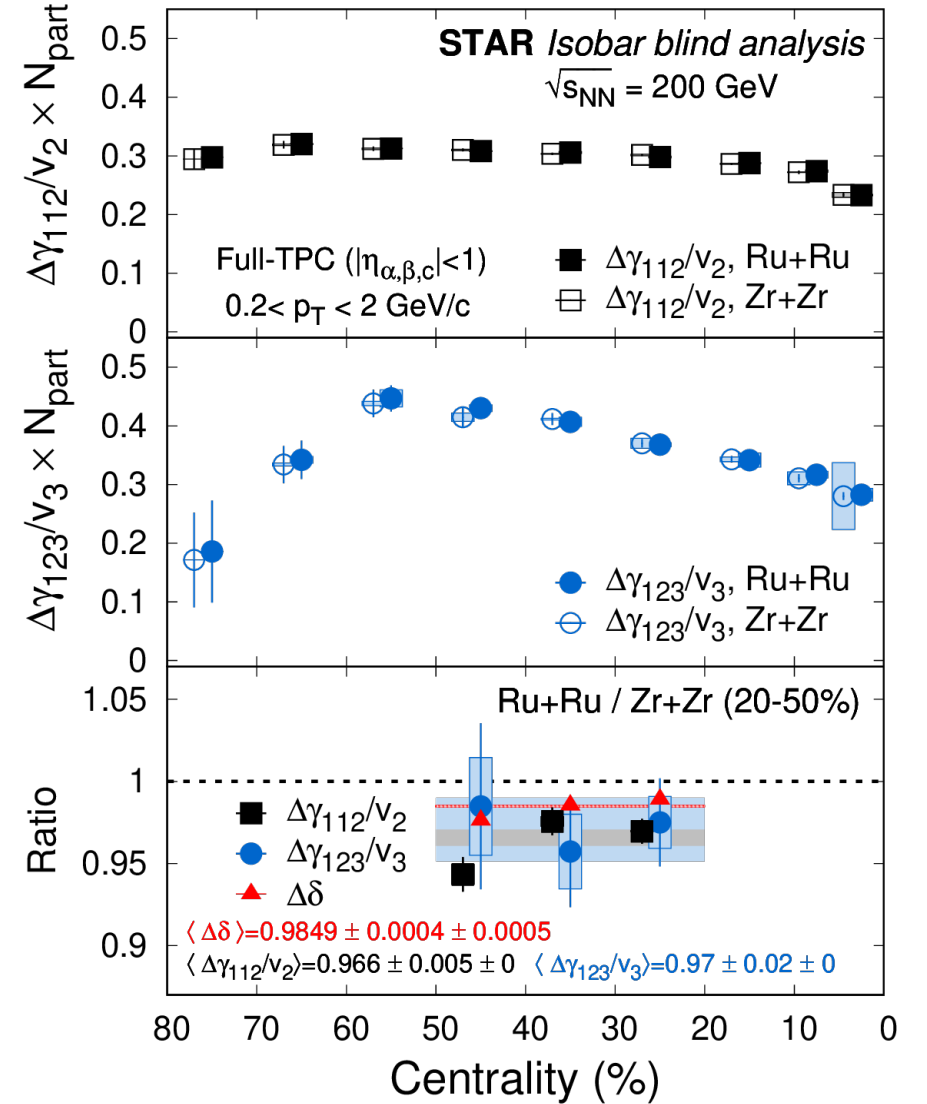 STAR Isobar blind analysis
√sNN = 200 GeV
Δγ112/v2 × Npart
0.5
0.4
0.3
0.2
0.1
0
Full-TPC (|ηα,β,c|<1)
0.2< pT < 2 GeV/c
Δγ112/v2, Ru+Ru
Δγ112/v2, Zr+Zr
Δγ123/v3 × Npart
0.5
0.4
0.3
0.2
0.1
0
Δγ123/v3, Ru+Ru
Δγ123/v3, Zr+Zr
Ratio
1.05
1
0.95
0.9
Ru+Ru / Zr+Zr (20-50%)
Δγ112/v2
Δγ123/v3
Δδ
⟨ Δδ ⟩=0.9849 ± 0.0004 ± 0.0005
⟨ Δγ112/v2⟩=0.966 ± 0.005 ± 0 ⟨ Δγ123/v3⟩=0.97 ± 0.02 ± 0
80 70 60 50 40 30 20 10 0
Centrality (%)